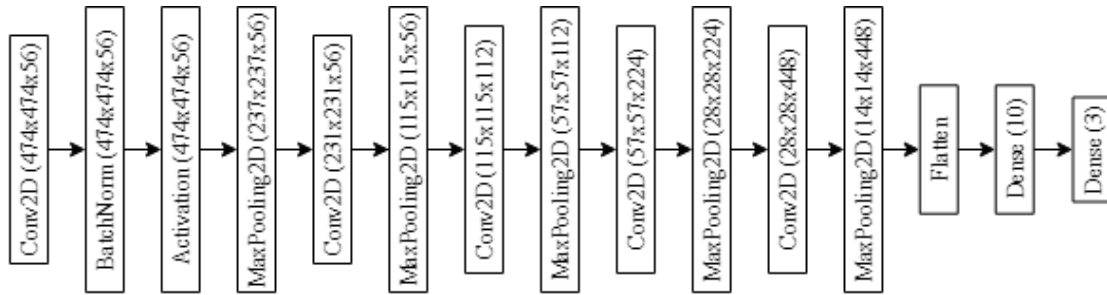 Conv2D (474x474x56)
BatchNorm (474x474x56)
Activation (474x474x56)
MaxPooling2D (237x237x56)
Conv2D (231x231x56)
MaxPooling2D (115x115x56)
Conv2D (115x115x112)
MaxPooling2D (57x57x112)
Conv2D (57x57x224)
MaxPooling2D (28x28x224)
Conv2D (28x28x448)
MaxPooling2D (14x14x448)
Flatten
Dense (10)
Dense (3)